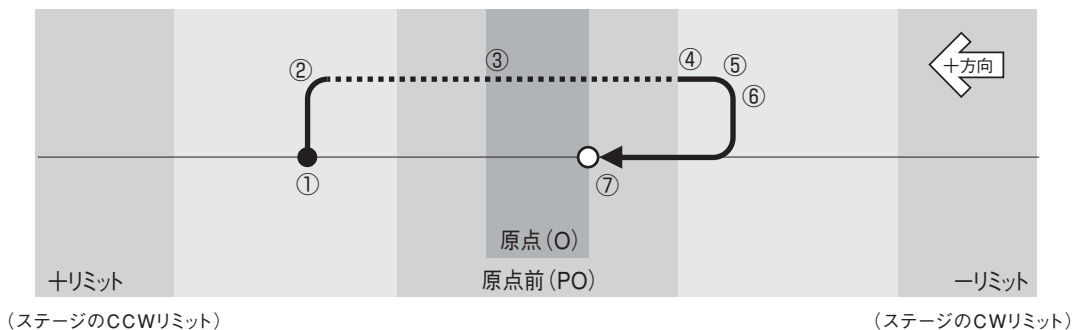 ② ③ ④ ⑤
+方向
⑥
① ⑦
原点(O)
+リミット 原点前(PO) −リミット
(ステージのCCWリミット) (ステージのCWリミット)